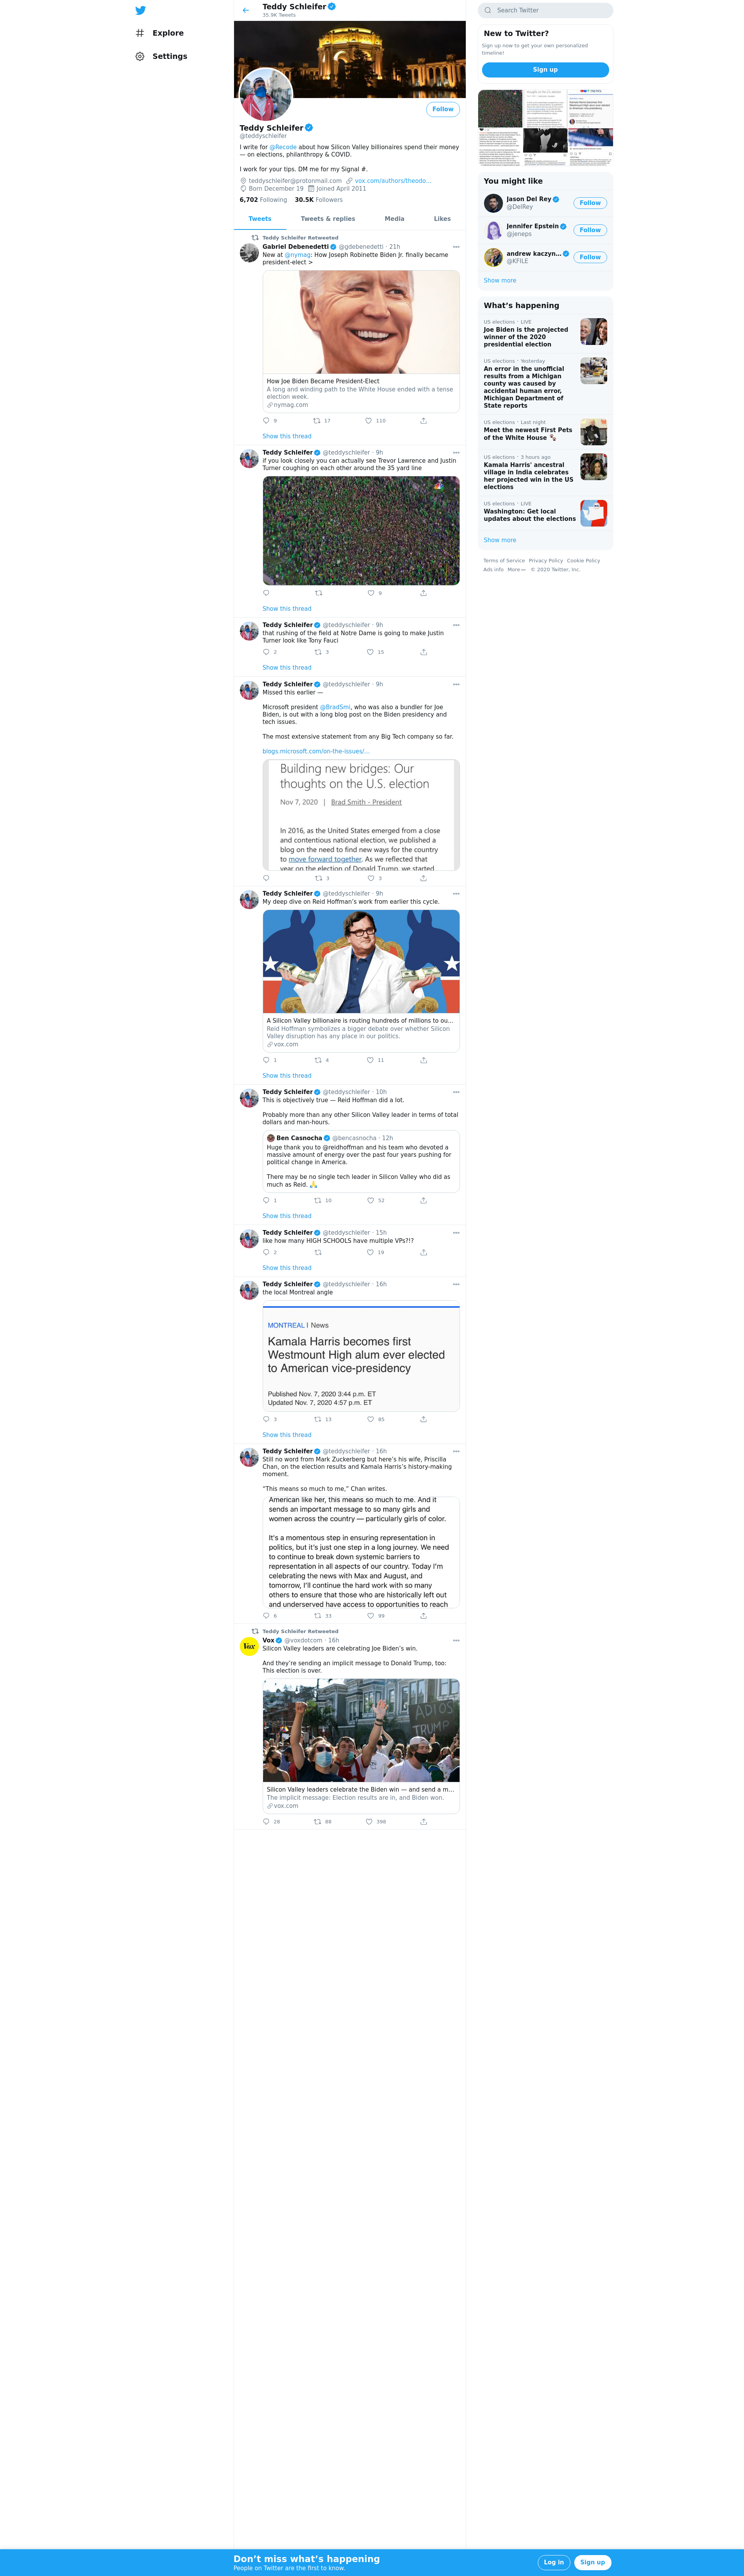 Explore
Settings
Teddy Schleifer
35.9K Tweets
Follow
Teddy Schleifer
@teddyschleifer
I write for @Recode about how Silicon Valley billionaires spend their money
— on elections, philanthropy & COVID.
I work for your tips. DM me for my Signal #.
teddyschleifer@protonmail.com vox.com/authors/theodo…
Born December 19 Joined April 2011
6,702 Following 30.5K Followers
Tweets Tweets & replies Media Likes
Teddy Schleifer Retweeted
Gabriel Debenedetti @gdebenedetti · 21h
New at @nymag: How Joseph Robinette Biden Jr. finally became
president-elect >
How Joe Biden Became President-Elect
A long and winding path to the White House ended with a tense
election week.
nymag.com
9 17 110
Show this thread
Teddy Schleifer @teddyschleifer · 9h
if you look closely you can actually see Trevor Lawrence and Justin
Turner coughing on each other around the 35 yard line
9
Show this thread
Teddy Schleifer @teddyschleifer · 9h
that rushing of the field at Notre Dame is going to make Justin
Turner look like Tony Fauci
2 3 15
Show this thread
Teddy Schleifer @teddyschleifer · 9h
Missed this earlier —
Microsoft president @BradSmi, who was also a bundler for Joe
Biden, is out with a long blog post on the Biden presidency and
tech issues.
The most extensive statement from any Big Tech company so far.
blogs.microsoft.com/on-the-issues/…
Building new bridges: Our
thoughts on the U.S. election
Nov 7, 2020 | Brad Smith - President
In 2016, as the United States emerged from a close
and contentious national election, we published a
blog on the need to find new ways for the country
to move forward together. As we reflected that
year on the election of Donald Trump, we started
3 3
Teddy Schleifer @teddyschleifer · 9h
My deep dive on Reid Hoffman's work from earlier this cycle.
A Silicon Valley billionaire is routing hundreds of millions to ou…
Reid Hoffman symbolizes a bigger debate over whether Silicon
Valley disruption has any place in our politics.
vox.com
1 4 11
Show this thread
Teddy Schleifer @teddyschleifer · 10h
This is objectively true — Reid Hoffman did a lot.
Probably more than any other Silicon Valley leader in terms of total
dollars and man-hours.
Ben Casnocha @bencasnocha · 12h
Huge thank you to @reidhoffman and his team who devoted a
massive amount of energy over the past four years pushing for
political change in America.
There may be no single tech leader in Silicon Valley who did as
much as Reid. 🙏
1 10 52
Show this thread
Teddy Schleifer @teddyschleifer · 15h
like how many HIGH SCHOOLS have multiple VPs?!?
2 19
Show this thread
Teddy Schleifer @teddyschleifer · 16h
the local Montreal angle
MONTREAL | News
Kamala Harris becomes first
Westmount High alum ever elected
to American vice-presidency
Published Nov. 7, 2020 3:44 p.m. ET
Updated Nov. 7, 2020 4:57 p.m. ET
3 13 85
Show this thread
Teddy Schleifer @teddyschleifer · 16h
Still no word from Mark Zuckerberg but here's his wife, Priscilla
Chan, on the election results and Kamala Harris's history-making
moment.
"This means so much to me," Chan writes.
American like her, this means so much to me. And it
sends an important message to so many girls and
women across the country — particularly girls of color.
It's a momentous step in ensuring representation in
politics, but it's just one step in a long journey. We need
to continue to break down systemic barriers to
representation in all aspects of our country. Today I'm
celebrating the news with Max and August, and
tomorrow, I'll continue the hard work with so many
others to ensure that those who are historically left out
and underserved have access to opportunities to reach
6 33 99
Teddy Schleifer Retweeted
Vox @voxdotcom · 16h
Silicon Valley leaders are celebrating Joe Biden's win.
And they're sending an implicit message to Donald Trump, too:
This election is over.
ADIOS
TRUMP
Silicon Valley leaders celebrate the Biden win — and send a m…
The implicit message: Election results are in, and Biden won.
vox.com
28 88 398
Search Twitter
New to Twitter?
Sign up now to get your own personalized
timeline!
Sign up
You might like
Jason Del Rey
@DelRey
Follow
Jennifer Epstein
@jeneps
Follow
andrew kaczyn…
@KFILE
Follow
Show more
What's happening
US elections · LIVE
Joe Biden is the projected
winner of the 2020
presidential election
US elections · Yesterday
An error in the unofficial
results from a Michigan
county was caused by
accidental human error,
Michigan Department of
State reports
US elections · Last night
Meet the newest First Pets
of the White House 🐕
US elections · 3 hours ago
Kamala Harris' ancestral
village in India celebrates
her projected win in the US
elections
US elections · LIVE
Washington: Get local
updates about the elections
Show more
Terms of Service Privacy Policy Cookie Policy
Ads info More © 2020 Twitter, Inc.
Don't miss what's happening
People on Twitter are the first to know.
Log in Sign up